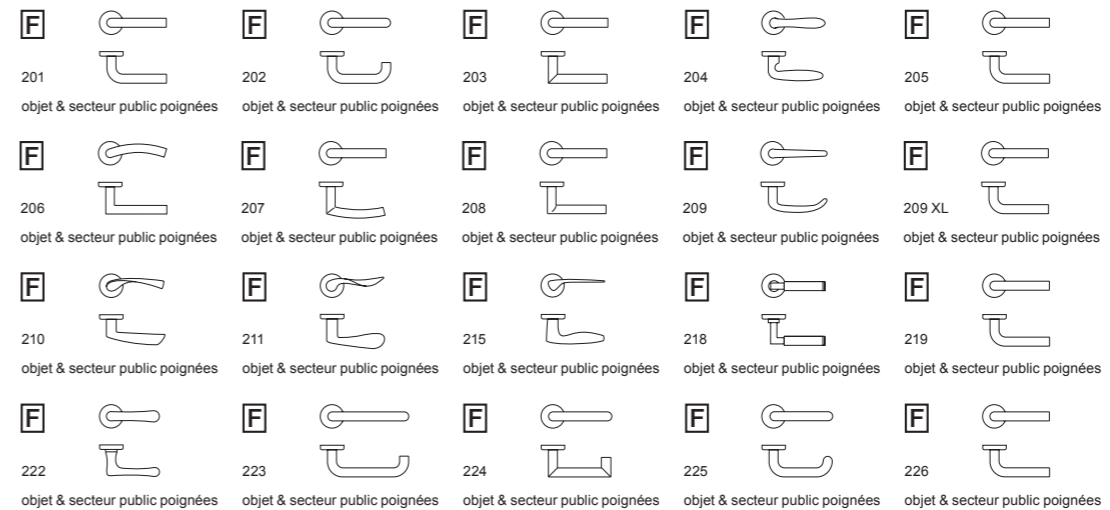 F F F F F
201 202 203 204 205
objet & secteur public poignées objet & secteur public poignées objet & secteur public poignées objet & secteur public poignées objet & secteur public poignées
F F F F F
206 207 208 209 209 XL
objet & secteur public poignées objet & secteur public poignées objet & secteur public poignées objet & secteur public poignées objet & secteur public poignées
F F F F F
210 211 215 218 219
objet & secteur public poignées objet & secteur public poignées objet & secteur public poignées objet & secteur public poignées objet & secteur public poignées
F F F F F
222 223 224 225 226
objet & secteur public poignées objet & secteur public poignées objet & secteur public poignées objet & secteur public poignées objet & secteur public poignées